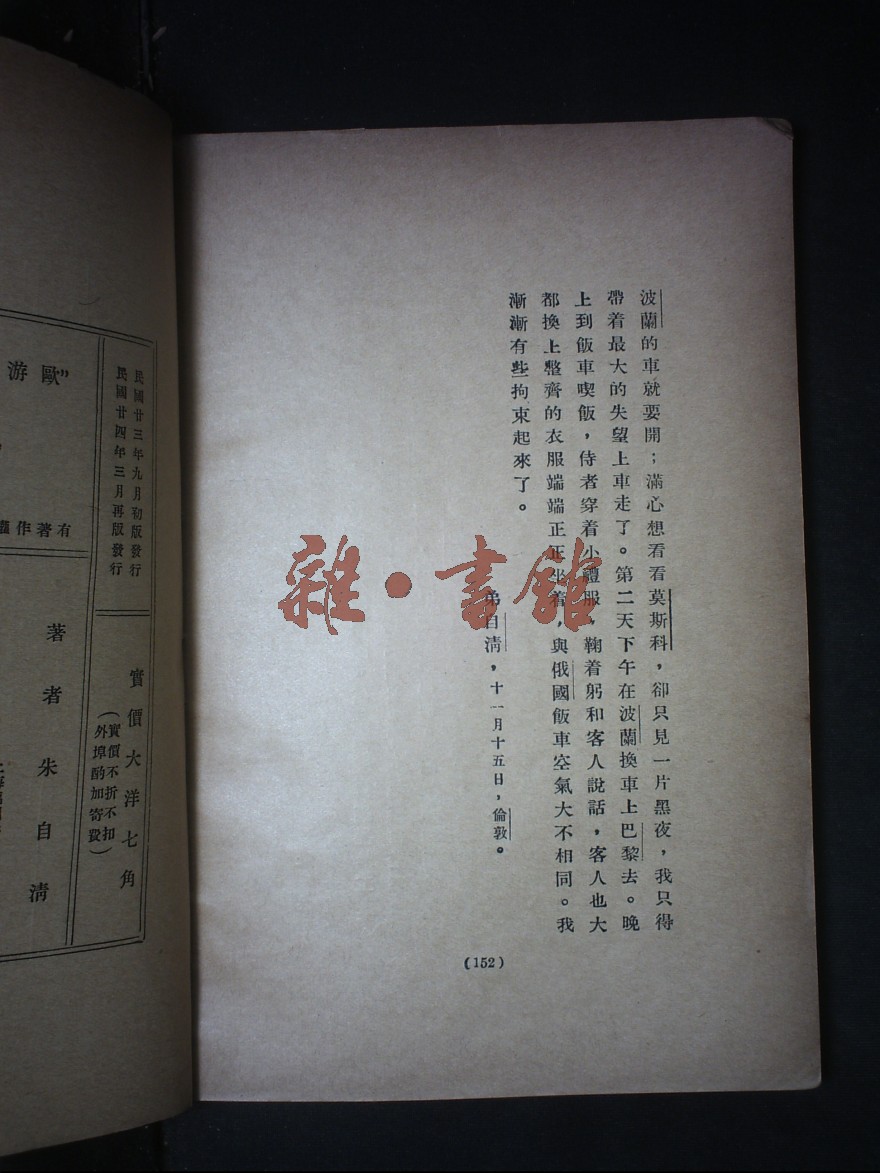 波蘭的車就要開；滿心想看看莫斯科，卻只見一片黑夜，我只得
帶着最大的失望上車走了。第二天下午在波蘭換車上巴黎去。晚
上到飯車喫飯，侍者穿着小禮服，鞠着躬和客人說話，客人也大
都換上整齊的衣服端端正正坐着，與俄國飯車空氣大不相同。我
漸漸有些拘束起來了。
弟自清，十一月十五日，倫敦。
(152)
雜·書館
民國廿三年九月初版發行
民國廿四年三月再版發行
實價大洋七角
(實價不折不扣
外埠酌加寄費)
”歐游
有著作
著者朱自清